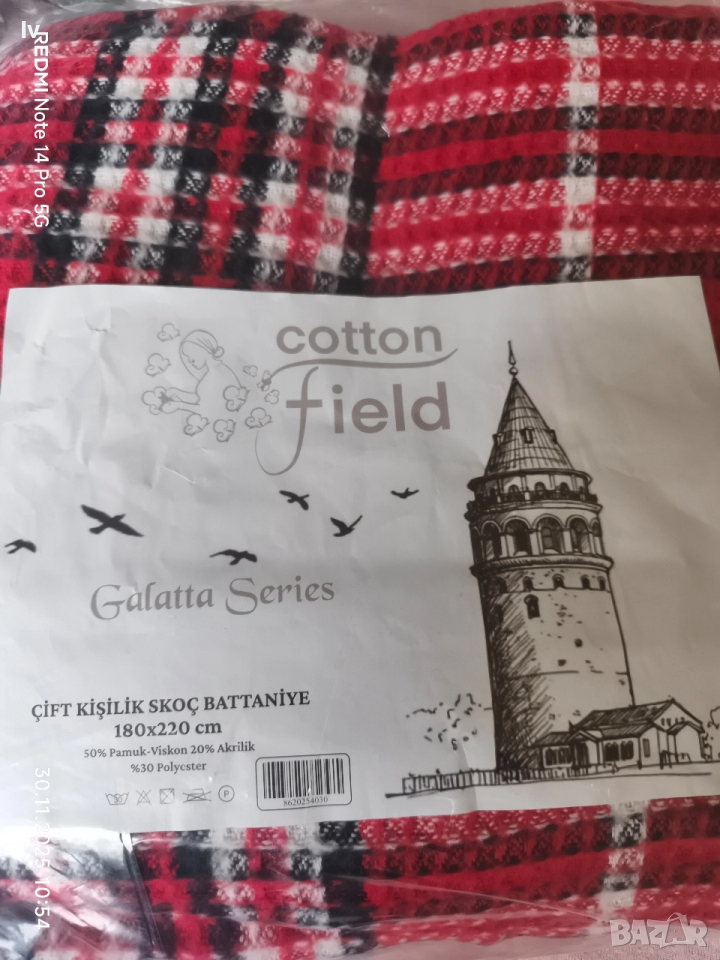 REDMI Note 14 Pro 5G
cotton
field
Galatta Series
ÇİFT KİŞİLİK SKOÇ BATTANİYE
180x220 cm
50% Pamuk-Viskon 20% Akrilik
%30 Polyester
P
8620254030
30.11.2025 10:54
BAZAR